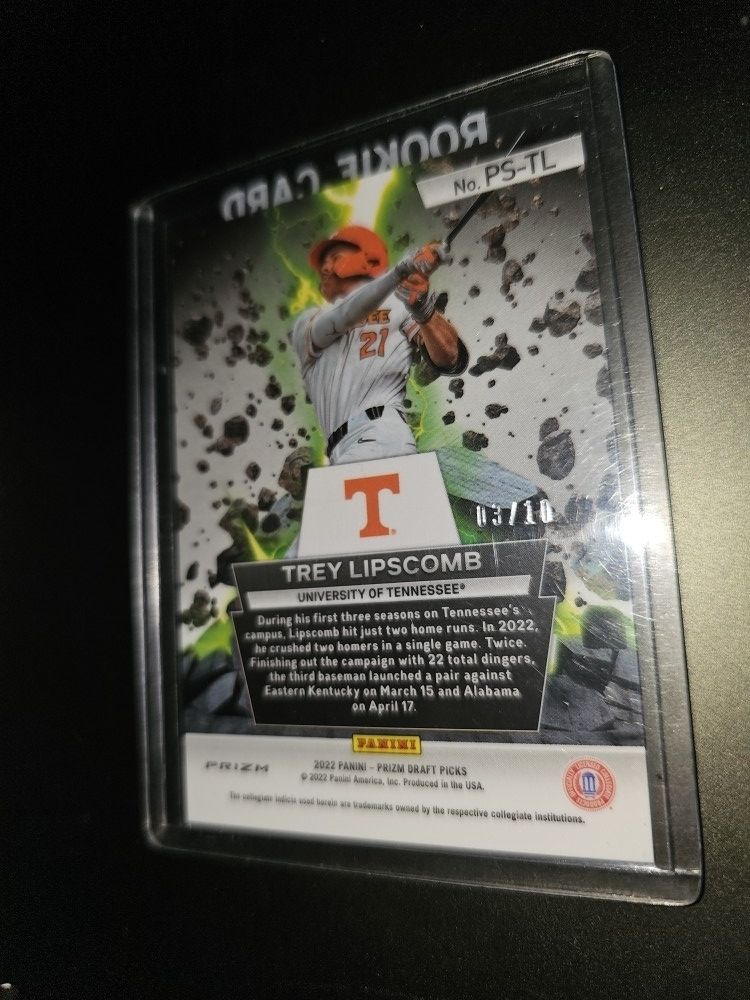 ROOKIE CARD
No. PS-TL
SEE
21
T
03/10
TREY LIPSCOMB
UNIVERSITY OF TENNESSEE®
During his first three seasons on Tennessee's
campus, Lipscomb hit just two home runs. In 2022,
he crushed two homers in a single game. Twice.
Finishing out the campaign with 22 total dingers,
the third baseman launched a pair against
Eastern Kentucky on March 15 and Alabama
on April 17.
PANINI
PRIZM
2022 PANINI – PRIZM DRAFT PICKS
© 2022 Panini America, Inc. Produced in the USA.
The collegiate indicia used herein are trademarks owned by the respective collegiate institutions.